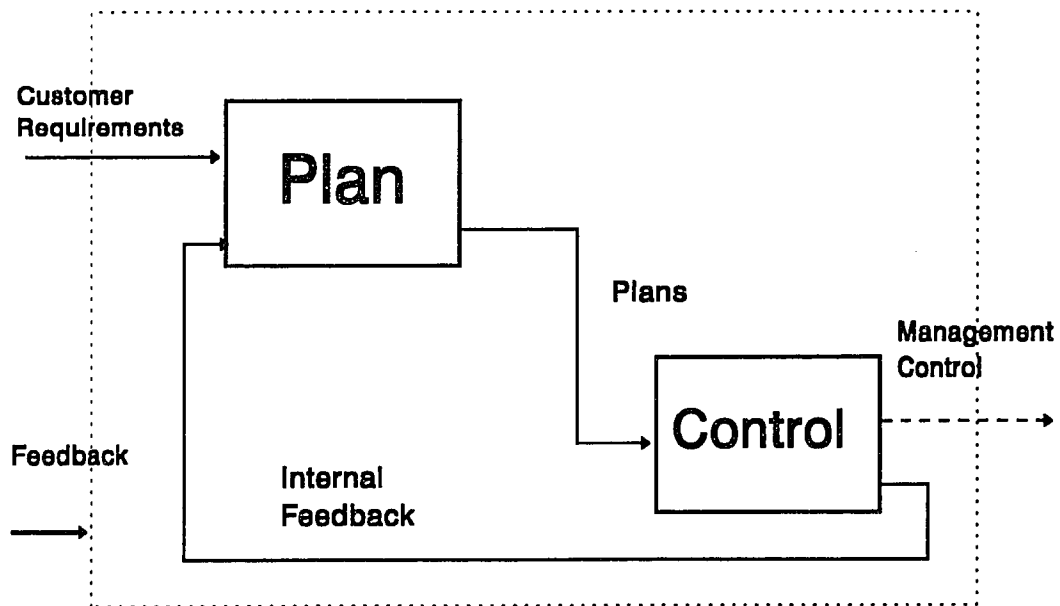 Customer
Requirements
Plan
Plans
Management
Control
Control
Feedback
Internal
Feedback